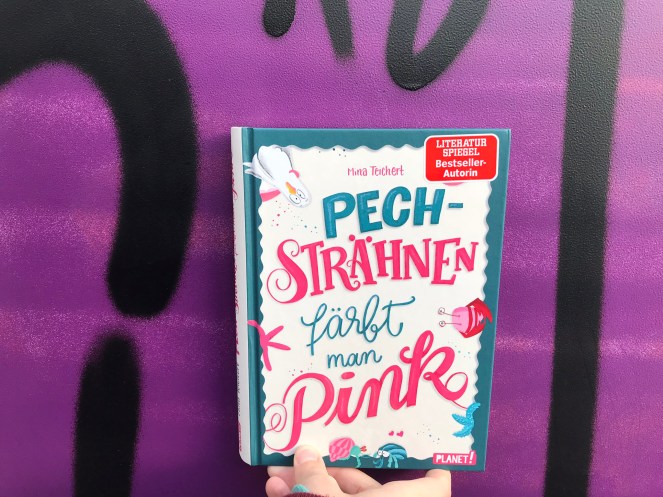 Mina Teichert
LITERATUR
SPIEGEL
Bestseller-
Autorin
PECH-
STRÄHNEN
färbt
man
Pink
PLANET!